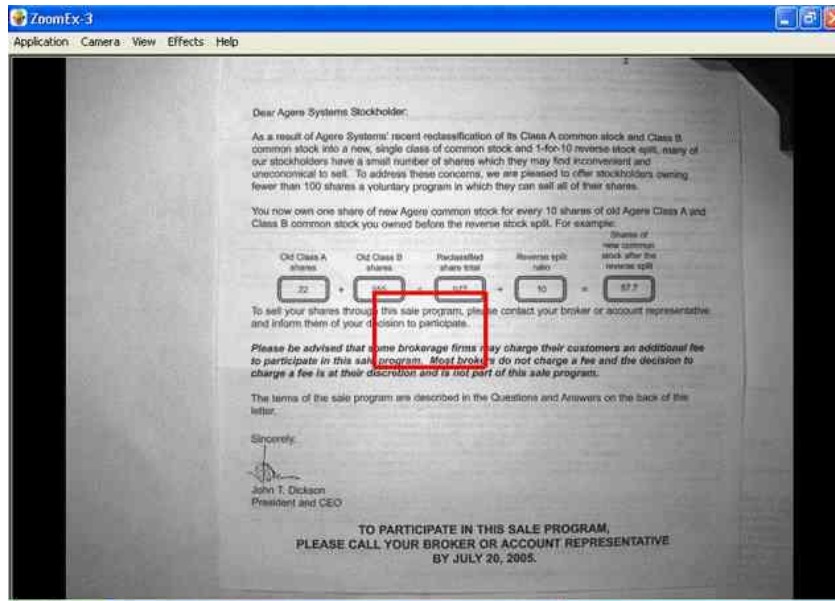 ZoomEx-3
Application Camera View Effects Help
2
Dear Agere Systems Stockholder:
As a result of Agere Systems' recent reclassification of its Class A common stock and Class B
common stock into a new, single class of common stock and 1-for-10 reverse stock split, many of
our stockholders have a small number of shares which they may find inconvenient and
uneconomical to sell. To address these concerns, we are pleased to offer stockholders owning
fewer than 100 shares a voluntary program in which they can sell all of their shares.
You now own one share of new Agere common stock for every 10 shares of old Agere Class A and
Class B common stock you owned before the reverse stock split. For example:
Old Class A shares Old Class B shares Reclassified share total Reverse split ratio Shares of new common stock after the reverse split
22 + 10 = 57.7
To sell your shares through this sale program, please contact your broker or account representative
and inform them of your decision to participate.
Please be advised that some brokerage firms may charge their customers an additional fee
to participate in this sale program. Most brokers do not charge a fee and the decision to
charge a fee is at their discretion and is not part of this sale program.
The terms of the sale program are described in the Questions and Answers on the back of this
letter.
Sincerely,
John T. Dickson
President and CEO
TO PARTICIPATE IN THIS SALE PROGRAM,
PLEASE CALL YOUR BROKER OR ACCOUNT REPRESENTATIVE
BY JULY 20, 2005.